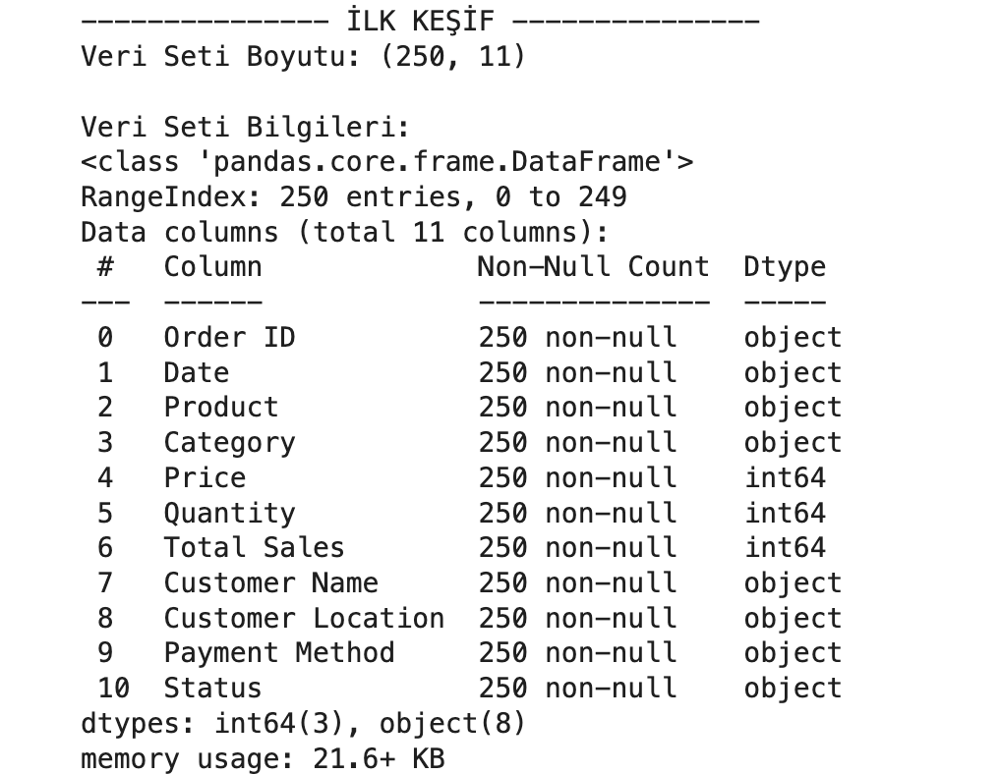 --------------- İLK KEŞİF ---------------
Veri Seti Boyutu: (250, 11)
Veri Seti Bilgileri:
<class 'pandas.core.frame.DataFrame'>
RangeIndex: 250 entries, 0 to 249
Data columns (total 11 columns):
 #   Column             Non-Null Count  Dtype
---  ------             --------------  -----
 0   Order ID           250 non-null    object
 1   Date               250 non-null    object
 2   Product            250 non-null    object
 3   Category           250 non-null    object
 4   Price              250 non-null    int64
 5   Quantity           250 non-null    int64
 6   Total Sales        250 non-null    int64
 7   Customer Name      250 non-null    object
 8   Customer Location  250 non-null    object
 9   Payment Method     250 non-null    object
 10  Status             250 non-null    object
dtypes: int64(3), object(8)
memory usage: 21.6+ KB